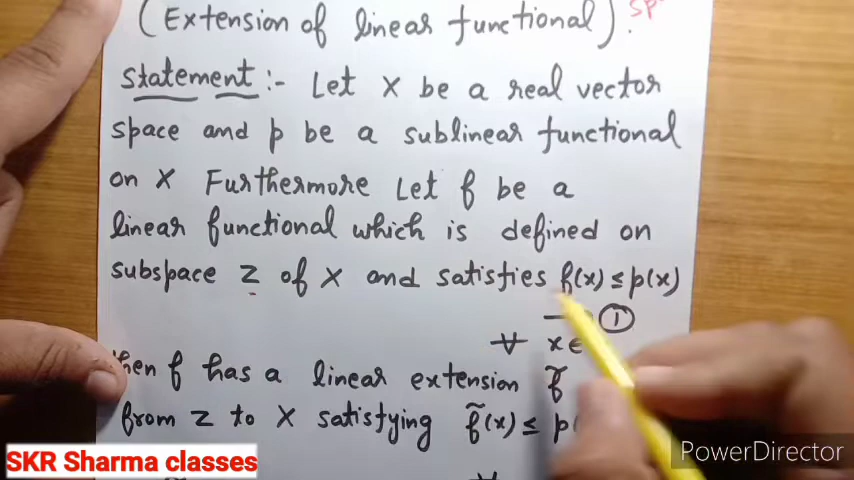 (Extension of linear functional). sp
Statement :- Let X be a real vector
space and p be a sublinear functional
on X Furthermore Let f be a
linear functional which is defined on
subspace Z of X and satisfies f(x) ≤ p(x)
— ①
∀ x ∈
hen f has a linear extension f̃
from Z to X satisfying f̃(x) ≤ p(
∀
SKR Sharma classes
PowerDirector